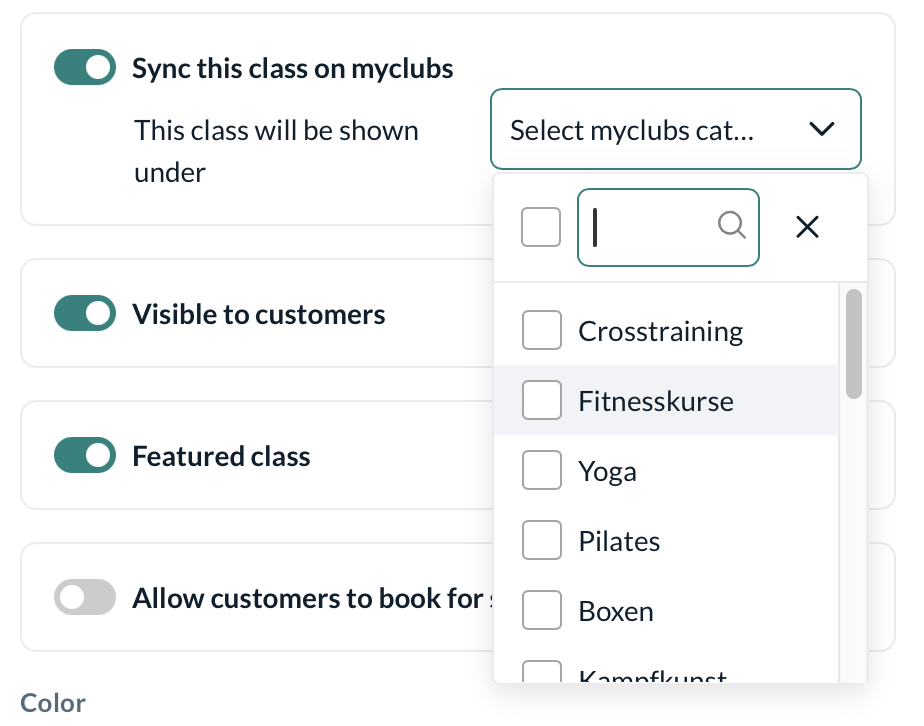 Sync this class on myclubs
This class will be shown
under
Select myclubs cat...
Crosstraining
Fitnesskurse
Yoga
Pilates
Boxen
Kampfkunst
Visible to customers
Featured class
Allow customers to book for
Color